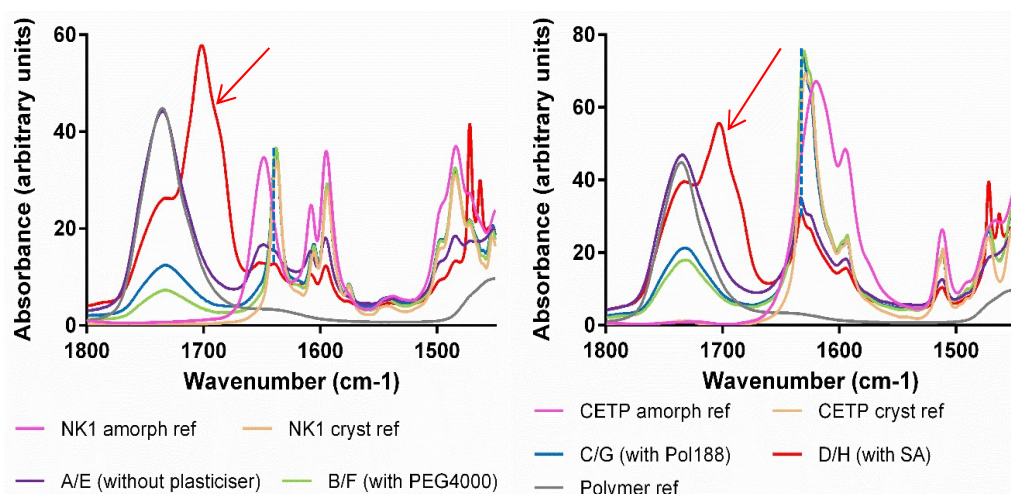 Absorbance (arbitrary units)
60
40
20
0
1800
1700
1600
1500
Wavenumber (cm-1)
NK1 amorph ref
NK1 cryst ref
A/E (without plasticiser)
B/F (with PEG4000)
Absorbance (arbitrary units)
80
60
40
20
0
1800
1700
1600
1500
Wavenumber (cm-1)
CETP amorph ref
CETP cryst ref
C/G (with Pol188)
D/H (with SA)
Polymer ref